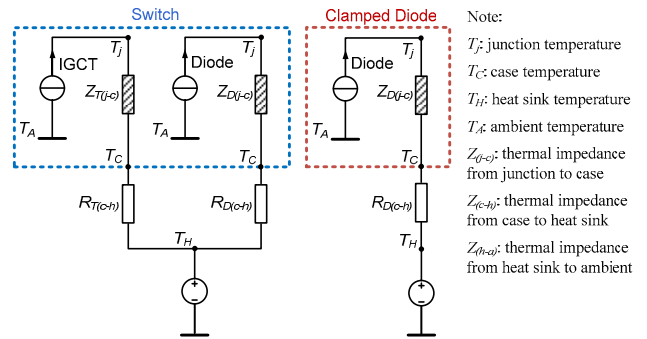 Switch
Clamped Diode
Note:
Tj Tj Tj
IGCT Diode Diode
ZT(j-c) ZD(j-c) ZD(j-c)
TA TA TA
TC TC TC
RT(c-h) RD(c-h) RD(c-h)
TH TH
Tj: junction temperature
TC: case temperature
TH: heat sink temperature
TA: ambient temperature
Z(j-c): thermal impedance
from junction to case
Z(c-h): thermal impedance
from case to heat sink
Z(h-a): thermal impedance
from heat sink to ambient